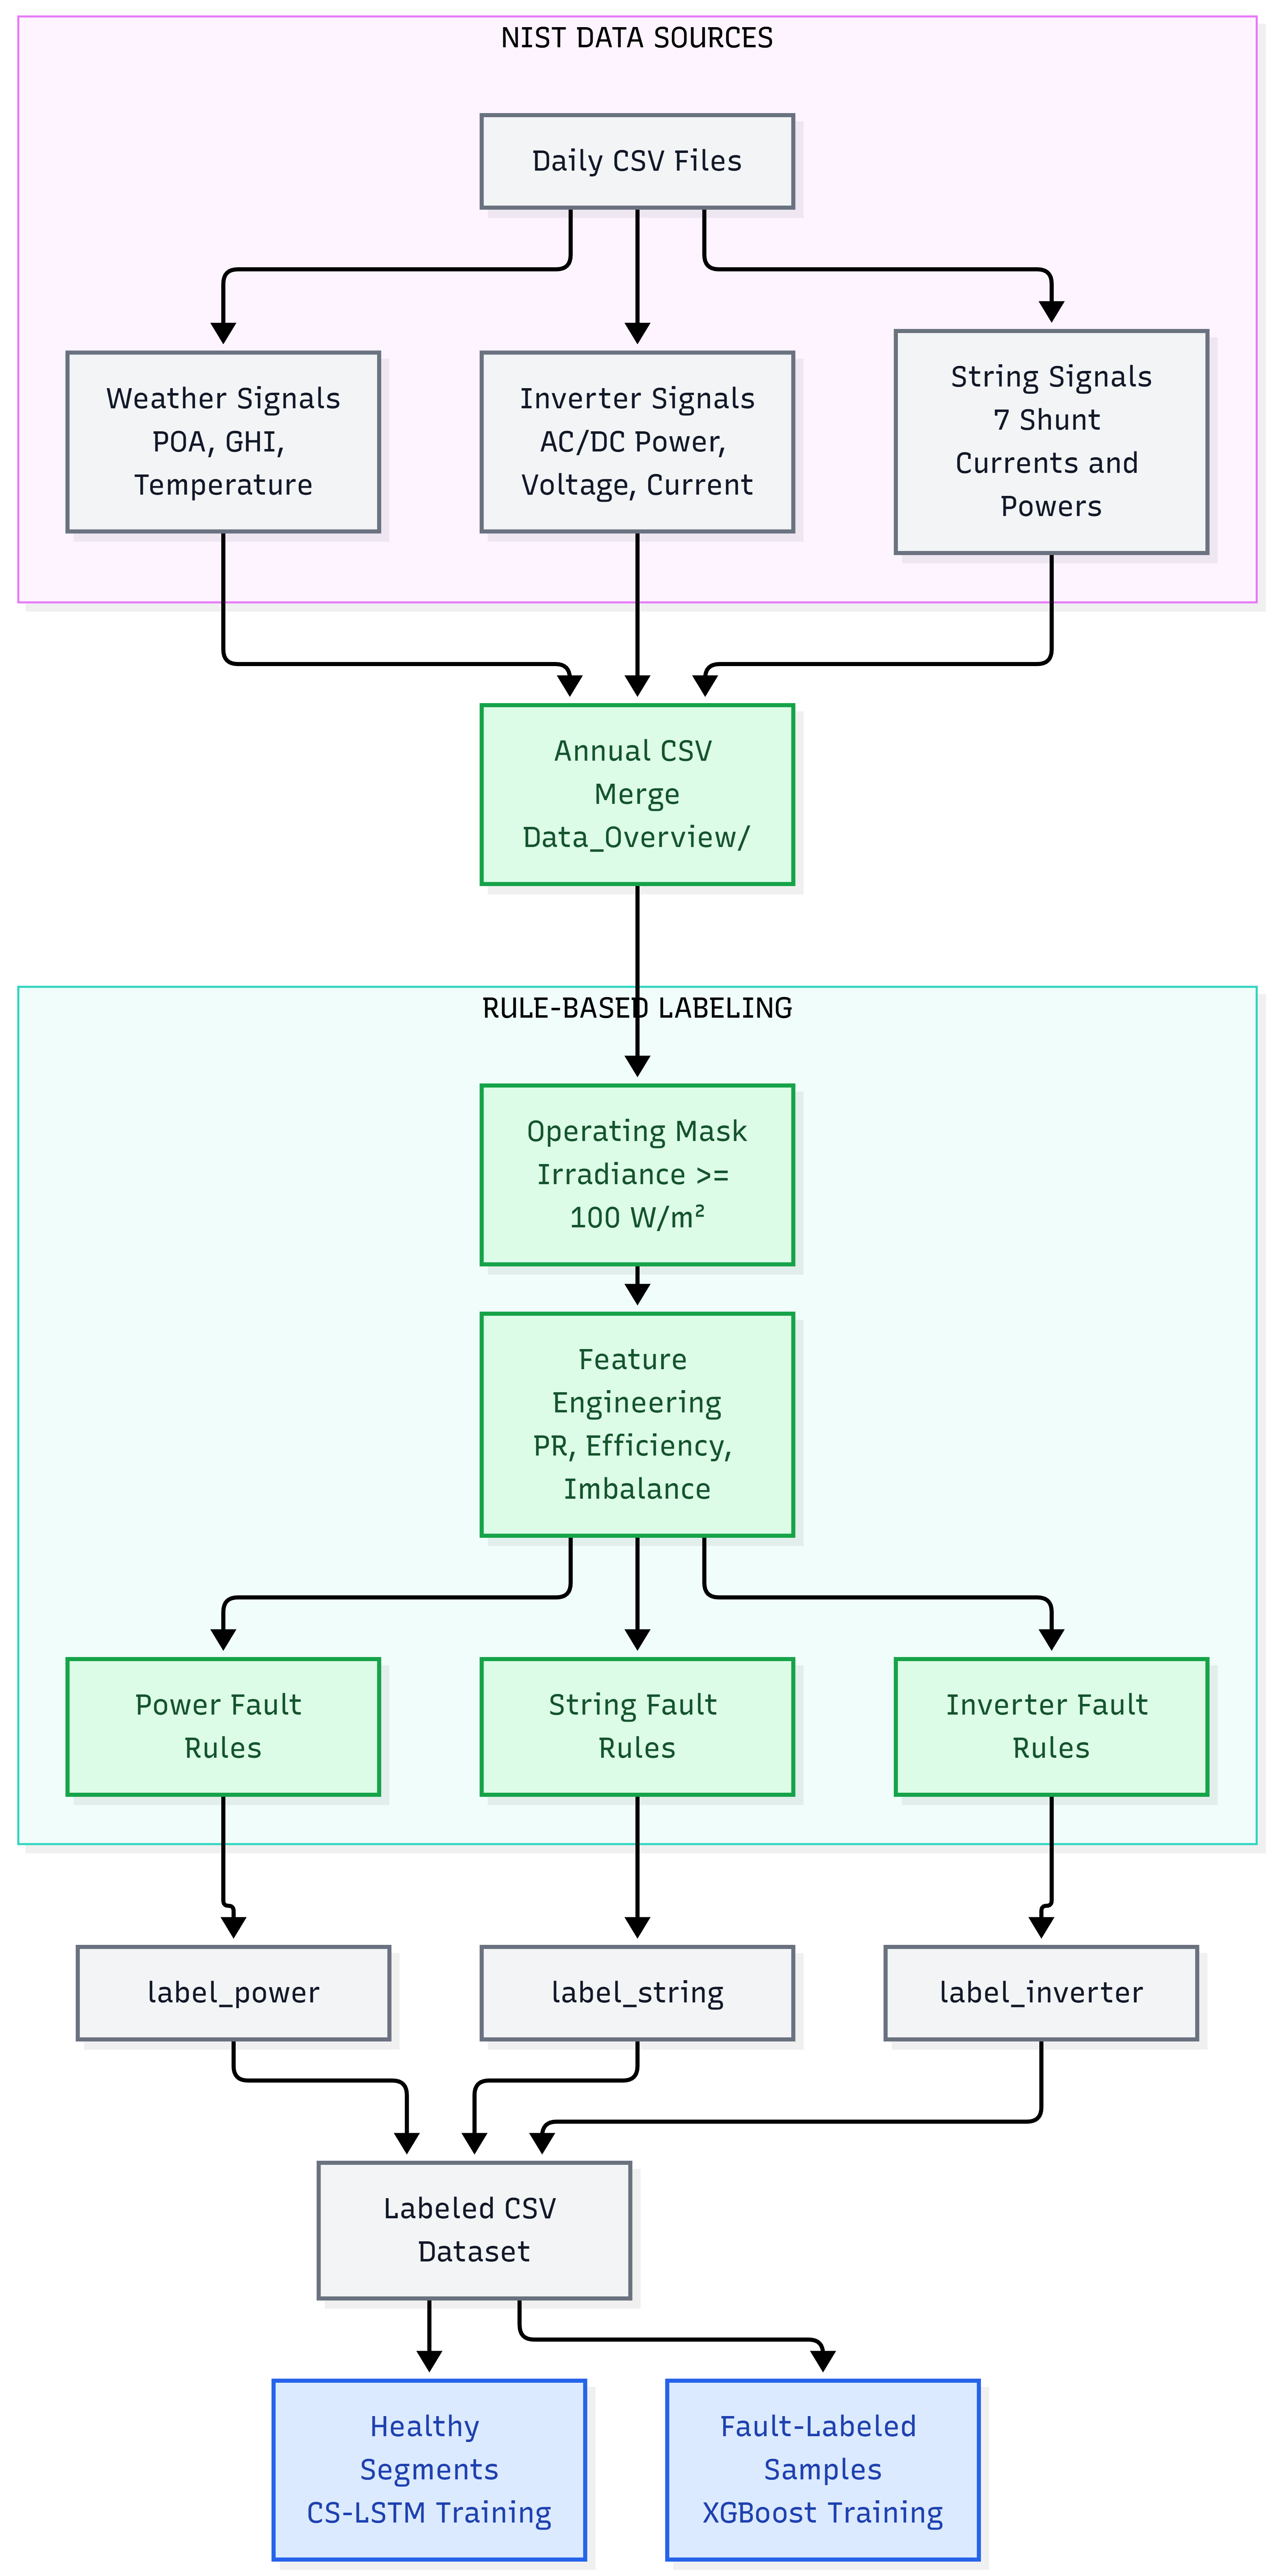 NIST DATA SOURCES
Daily CSV Files
Weather Signals
POA, GHI,
Temperature
Inverter Signals
AC/DC Power,
Voltage, Current
String Signals
7 Shunt
Currents and
Powers
Annual CSV
Merge
Data_Overview/
RULE-BASED LABELING
Operating Mask
Irradiance >=
100 W/m²
Feature
Engineering
PR, Efficiency,
Imbalance
Power Fault
Rules
String Fault
Rules
Inverter Fault
Rules
label_power
label_string
label_inverter
Labeled CSV
Dataset
Healthy
Segments
CS-LSTM Training
Fault-Labeled
Samples
XGBoost Training